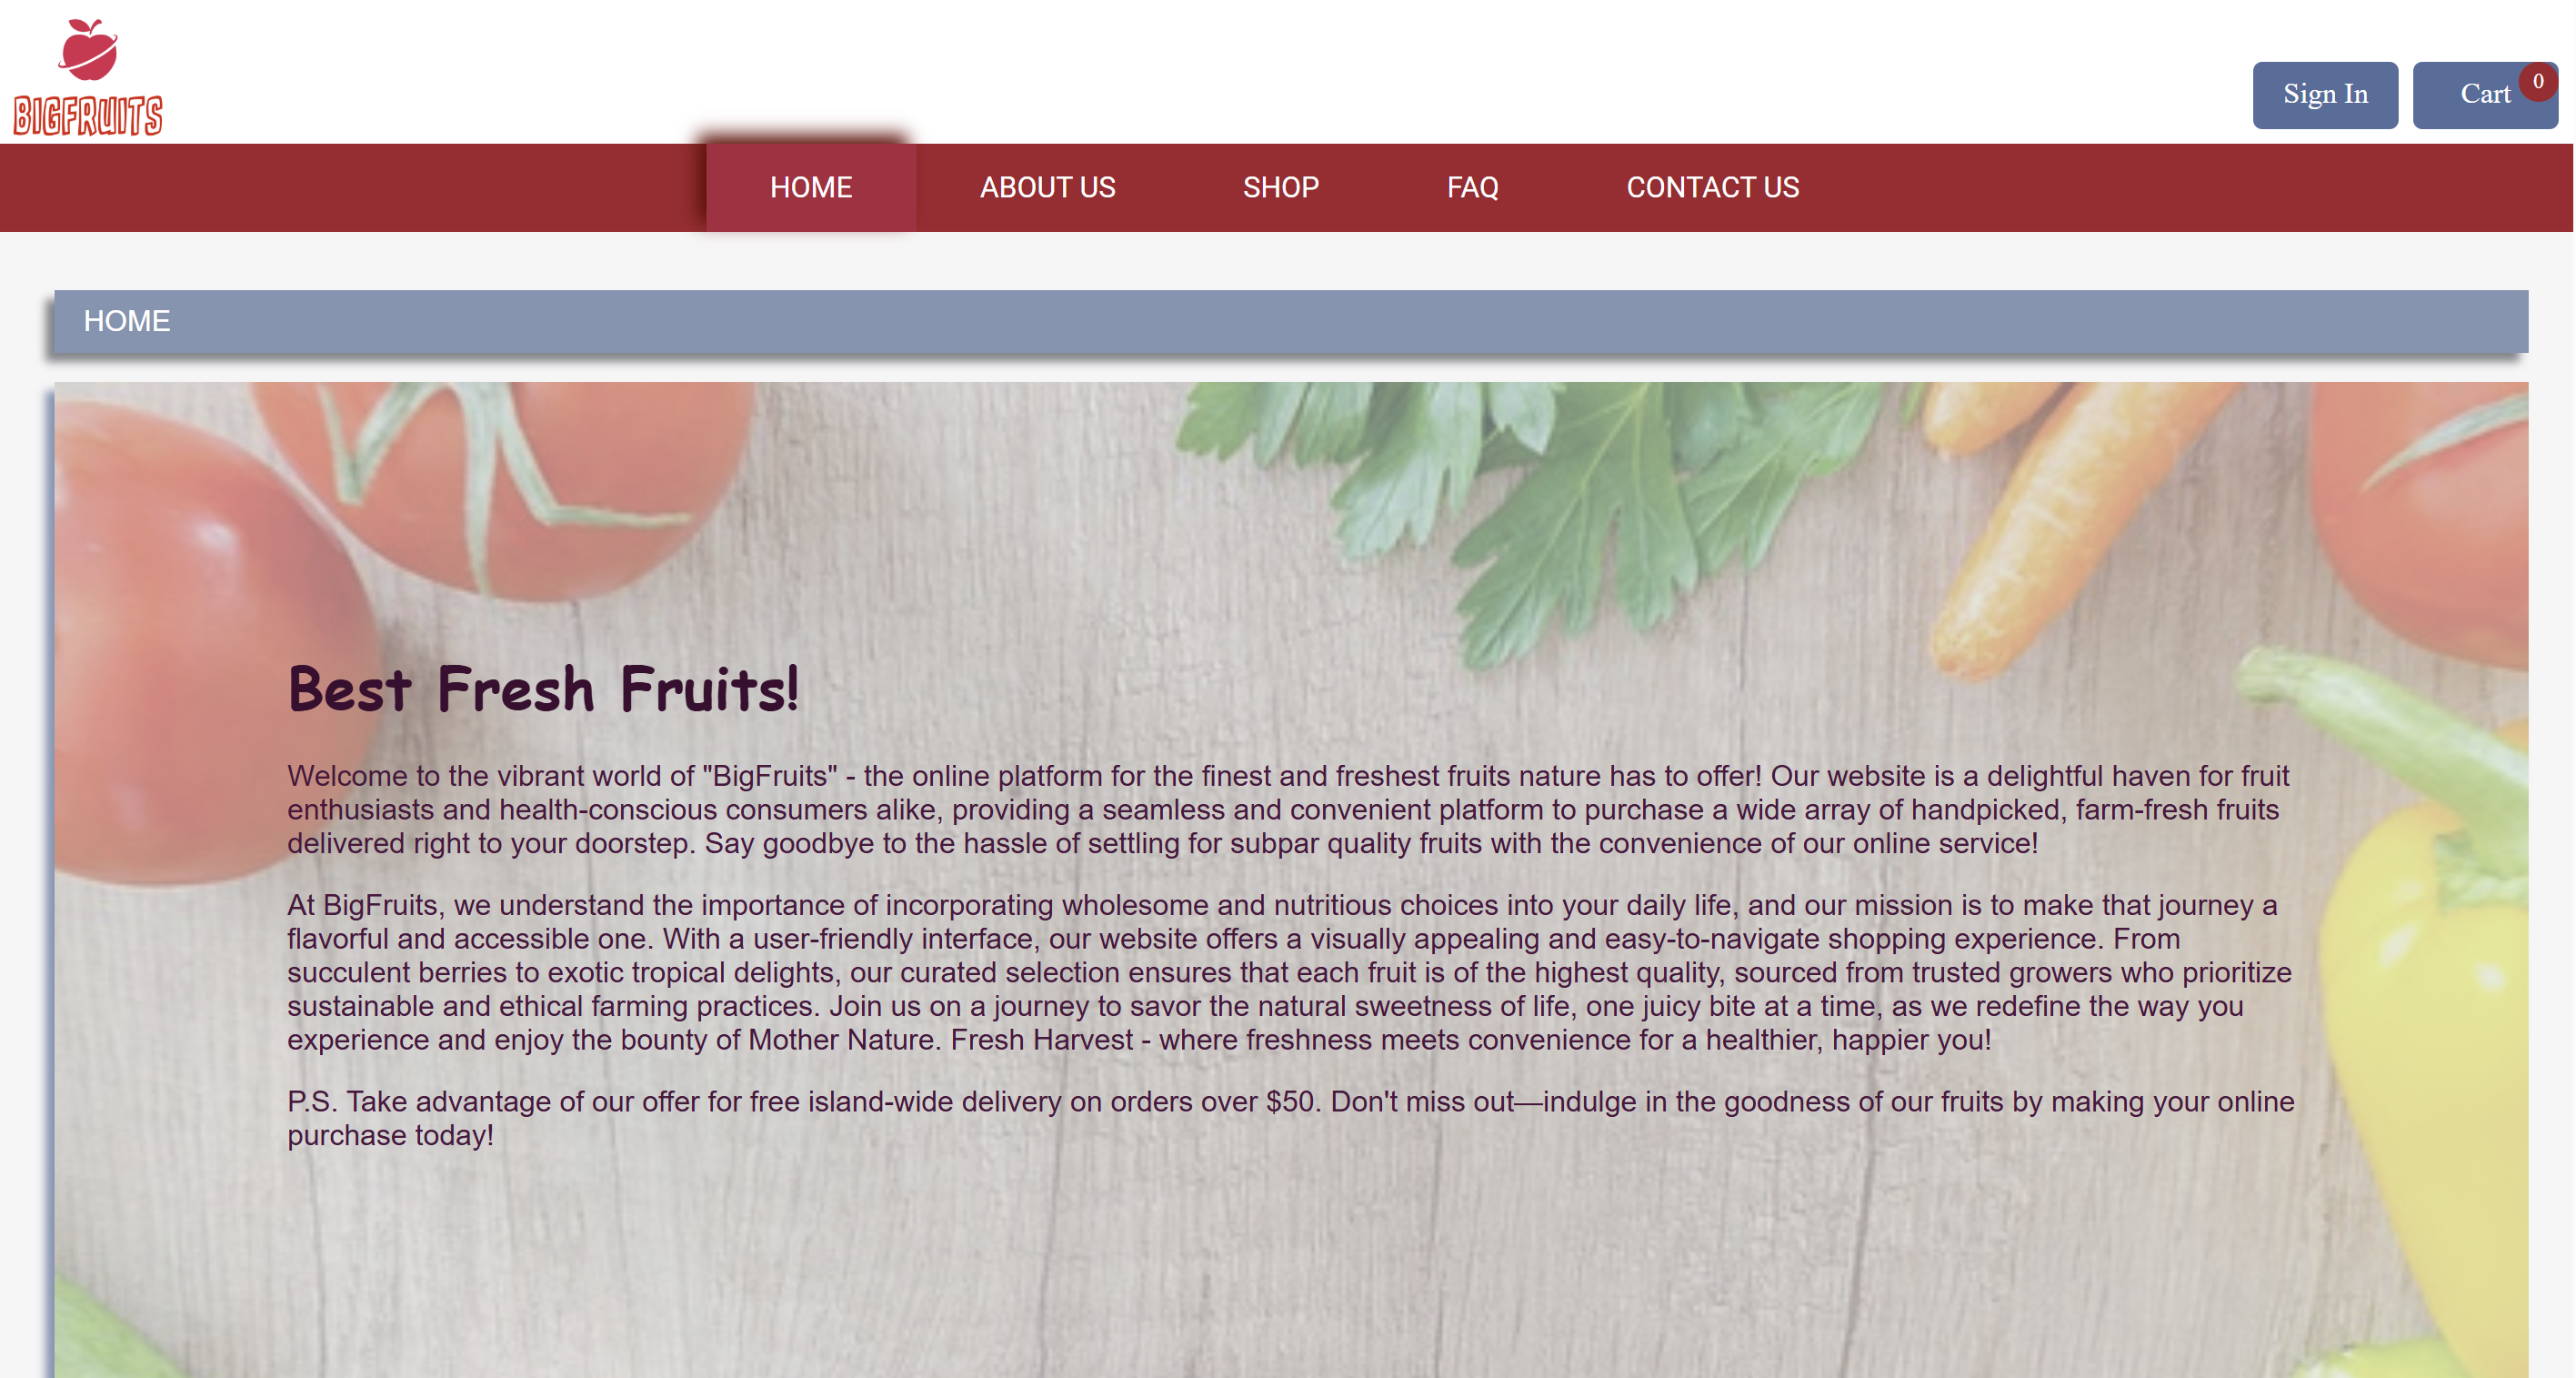 BIGFRUITS
Sign In
Cart
0
HOME
ABOUT US
SHOP
FAQ
CONTACT US
HOME
Best Fresh Fruits!
Welcome to the vibrant world of "BigFruits" - the online platform for the finest and freshest fruits nature has to offer! Our website is a delightful haven for fruit
enthusiasts and health-conscious consumers alike, providing a seamless and convenient platform to purchase a wide array of handpicked, farm-fresh fruits
delivered right to your doorstep. Say goodbye to the hassle of settling for subpar quality fruits with the convenience of our online service!
At BigFruits, we understand the importance of incorporating wholesome and nutritious choices into your daily life, and our mission is to make that journey a
flavorful and accessible one. With a user-friendly interface, our website offers a visually appealing and easy-to-navigate shopping experience. From
succulent berries to exotic tropical delights, our curated selection ensures that each fruit is of the highest quality, sourced from trusted growers who prioritize
sustainable and ethical farming practices. Join us on a journey to savor the natural sweetness of life, one juicy bite at a time, as we redefine the way you
experience and enjoy the bounty of Mother Nature. Fresh Harvest - where freshness meets convenience for a healthier, happier you!
P.S. Take advantage of our offer for free island-wide delivery on orders over $50. Don't miss out—indulge in the goodness of our fruits by making your online
purchase today!